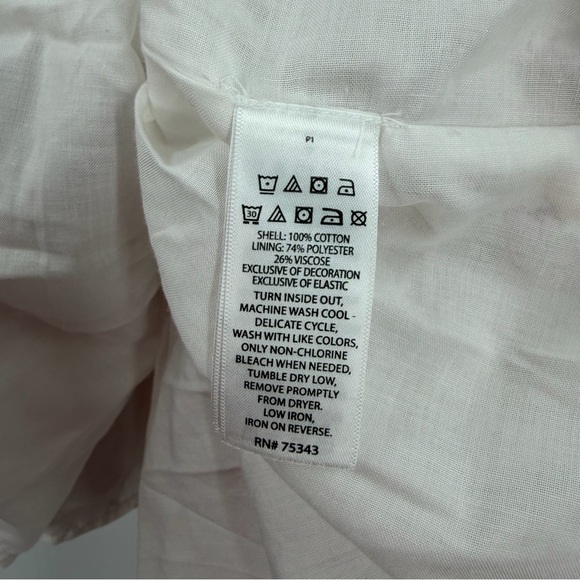 P1
30
SHELL: 100% COTTON
LINING: 74% POLYESTER
26% VISCOSE
EXCLUSIVE OF DECORATION
EXCLUSIVE OF ELASTIC
TURN INSIDE OUT,
MACHINE WASH COOL -
DELICATE CYCLE,
WASH WITH LIKE COLORS,
ONLY NON-CHLORINE
BLEACH WHEN NEEDED,
TUMBLE DRY LOW,
REMOVE PROMPTLY
FROM DRYER.
LOW IRON,
IRON ON REVERSE.
RN# 75343